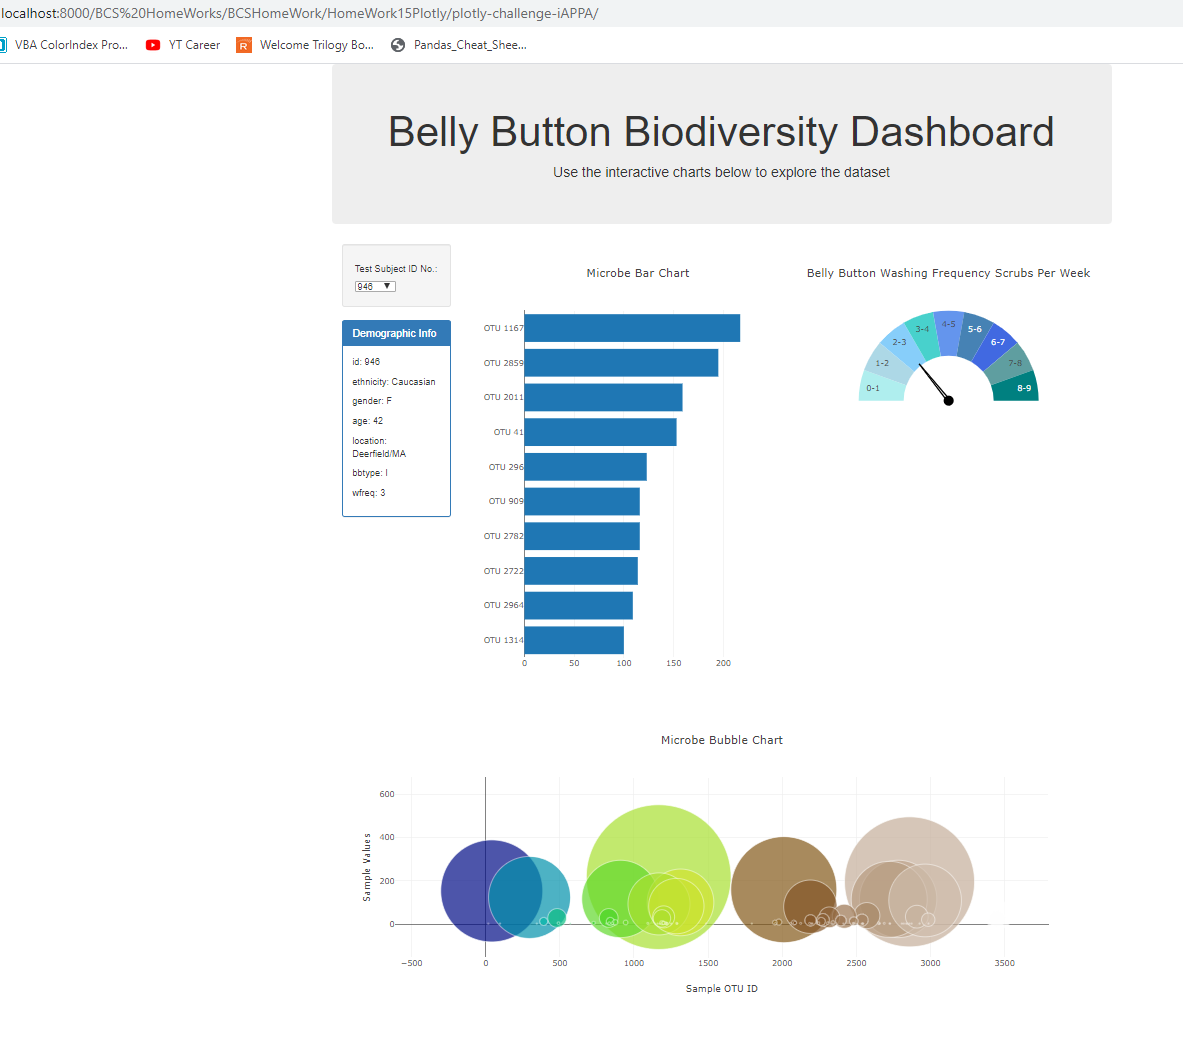 localhost:8000/BCS%20HomeWorks/BCSHomeWork/HomeWork15Plotly/plotly-challenge-iAPPA/
VBA ColorIndex Pro... YT Career R Welcome Trilogy Bo... Pandas_Cheat_Shee...
Belly Button Biodiversity Dashboard
Use the interactive charts below to explore the dataset
Test Subject ID No.:
946 ▼
Demographic Info
id: 946
ethnicity: Caucasian
gender: F
age: 42
location:
Deerfield/MA
bbtype: I
wfreq: 3
Microbe Bar Chart
OTU 1167
OTU 2859
OTU 2011
OTU 41
OTU 296
OTU 909
OTU 2782
OTU 2722
OTU 2964
OTU 1314
0 50 100 150 200
Belly Button Washing Frequency Scrubs Per Week
0-1
1-2
2-3
3-4
4-5
5-6
6-7
7-8
8-9
Microbe Bubble Chart
Sample Values
600
400
200
0
−500 0 500 1000 1500 2000 2500 3000 3500
Sample OTU ID